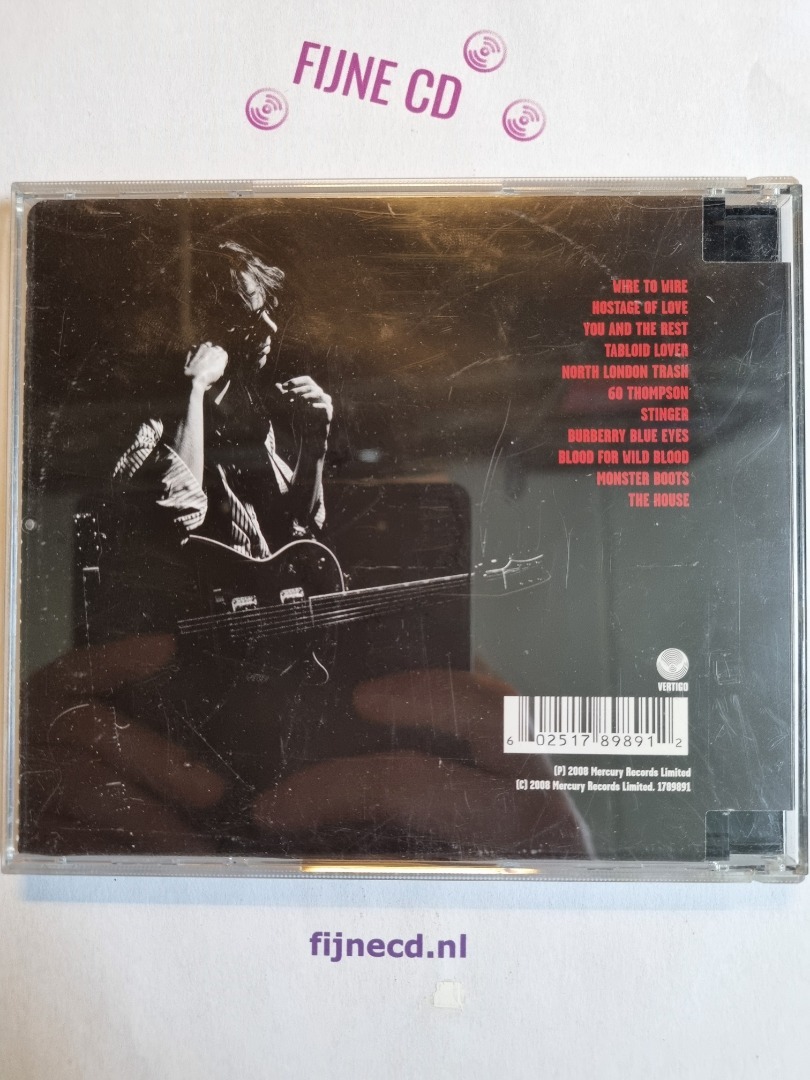 FIJNE CD
WIRE TO WIRE
HOSTAGE OF LOVE
YOU AND THE REST
TABLOID LOVER
NORTH LONDON TRASH
60 THOMPSON
STINGER
BURBERRY BLUE EYES
BLOOD FOR WILD BLOOD
MONSTER BOOTS
THE HOUSE
VERTIGO
6 02517 89891 2
(P) 2008 Mercury Records Limited
(C) 2008 Mercury Records Limited. 1789891
fijnecd.nl